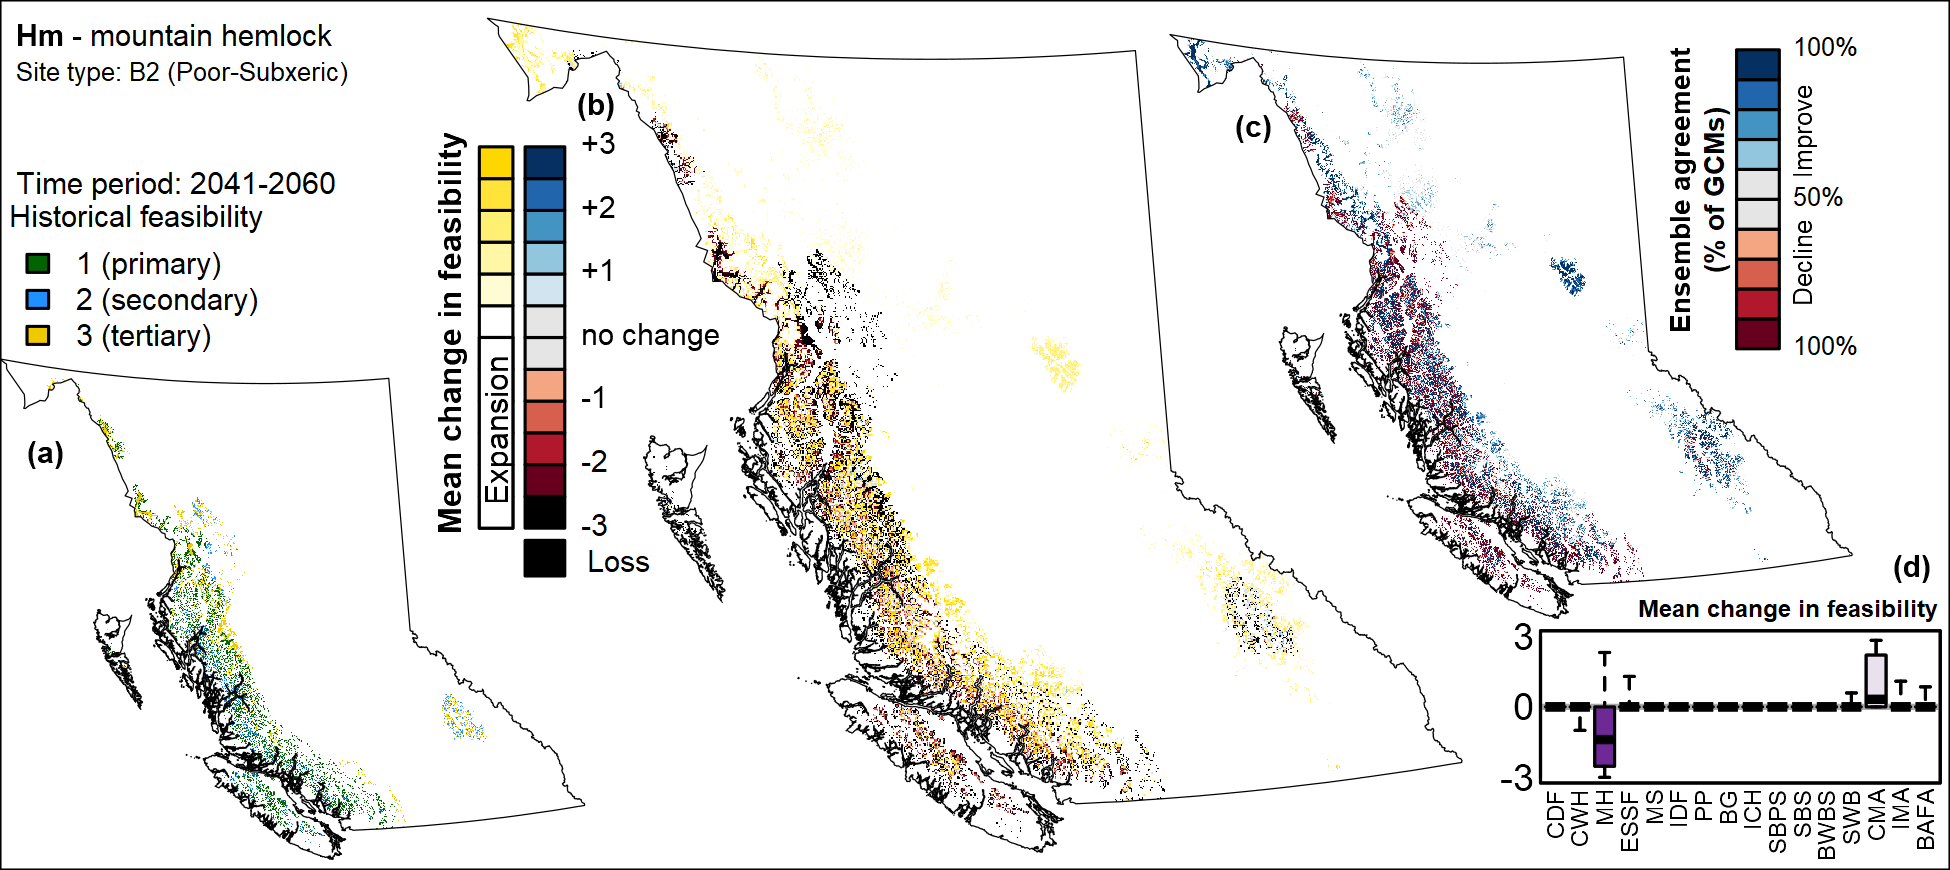 Hm - mountain hemlock
Site type: B2 (Poor-Subxeric)
Time period: 2041-2060
Historical feasibility
1 (primary)
2 (secondary)
3 (tertiary)
(a)
(b)
Mean change in feasibility
Expansion
+3
+2
+1
no change
-1
-2
-3
Loss
(c)
Ensemble agreement
(% of GCMs)
100%
Improve
50%
Decline
100%
(d)
Mean change in feasibility
3
0
-3
CDF
CWH
MH
ESSF
MS
IDF
PP
BG
ICH
SBPS
SBS
BWBS
SWB
CMA
IMA
BAFA